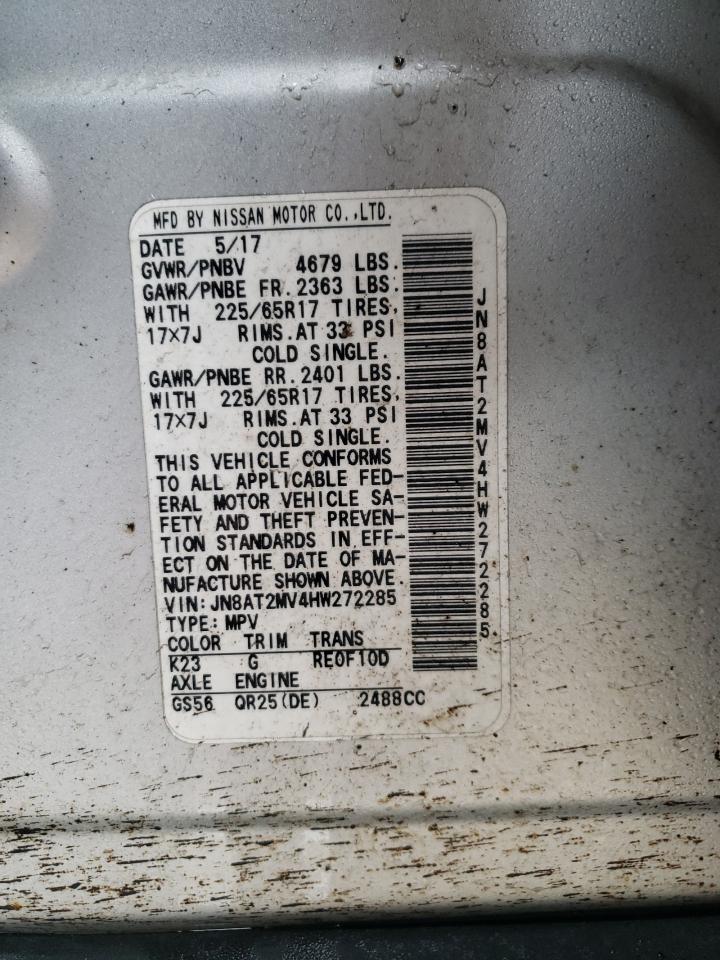 MFD BY NISSAN MOTOR CO.,LTD.
DATE 5/17
GVWR/PNBV 4679 LBS.
GAWR/PNBE FR.2363 LBS.
WITH 225/65R17 TIRES,
17×7J RIMS.AT 33 PSI
COLD SINGLE.
GAWR/PNBE RR.2401 LBS.
WITH 225/65R17 TIRES,
17×7J RIMS.AT 33 PSI
COLD SINGLE.
THIS VEHICLE CONFORMS
TO ALL APPLICABLE FED-
ERAL MOTOR VEHICLE SA-
FETY AND THEFT PREVEN-
TION STANDARDS IN EFF-
ECT ON THE DATE OF MA-
NUFACTURE SHOWN ABOVE.
VIN:JN8AT2MV4HW272285
TYPE:MPV
COLOR TRIM TRANS
K23 G RE0F10D
AXLE ENGINE
GS56 QR25(DE) 2488CC
JN8AT2MV4HW272285